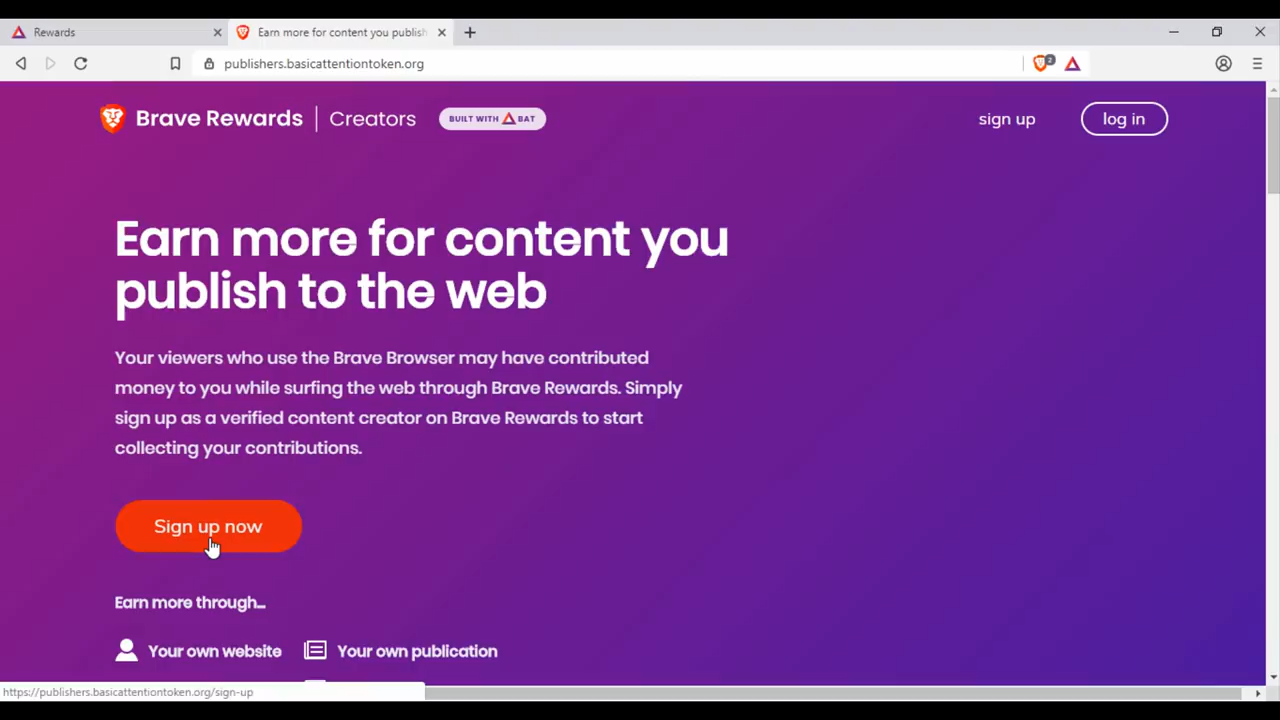 Rewards
Earn more for content you publish
publishers.basicattentiontoken.org
2
Brave Rewards | Creators
BUILT WITH BAT
sign up
log in
Earn more for content you
publish to the web
Your viewers who use the Brave Browser may have contributed
money to you while surfing the web through Brave Rewards. Simply
sign up as a verified content creator on Brave Rewards to start
collecting your contributions.
Sign up now
Earn more through...
Your own website
Your own publication
https://publishers.basicattentiontoken.org/sign-up